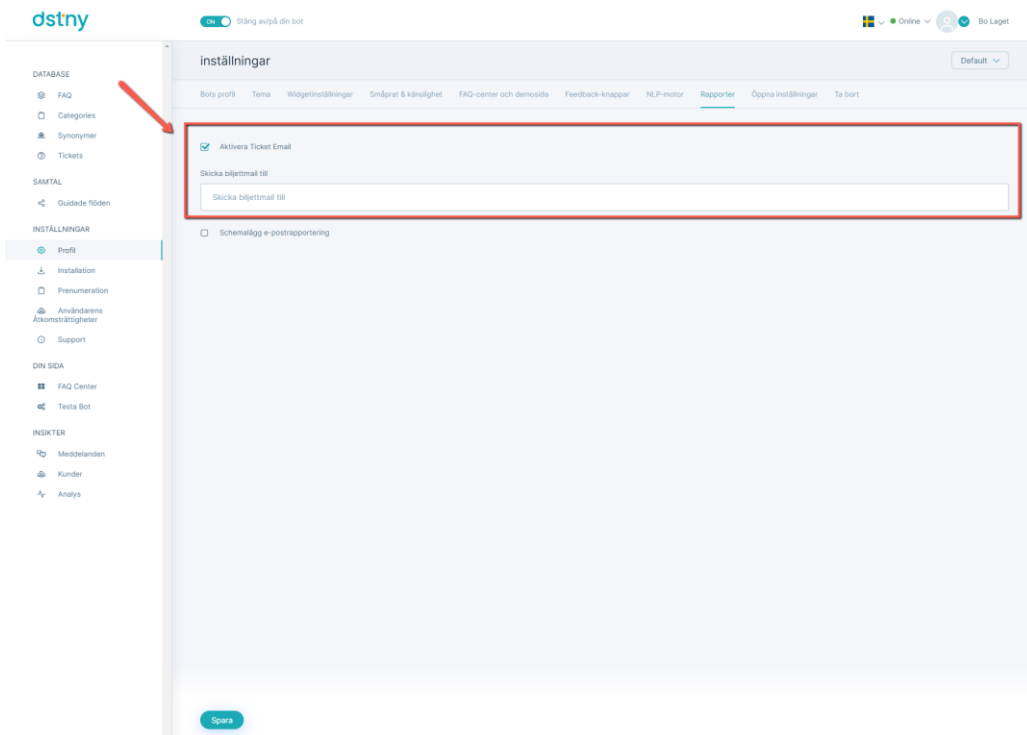 dstny
ON Stäng av/på din bot
Online
Bo Laget
DATABASE
FAQ
Categories
Synonymer
Tickets
SAMTAL
Guidade flöden
INSTÄLLNINGAR
Profil
Installation
Prenumeration
Användarens
Åtkomsträttigheter
Support
DIN SIDA
FAQ Center
Testa Bot
INSIKTER
Meddelanden
Kunder
Analys
inställningar
Default
Bots profil Tema Widgetinställningar Småprat & känslighet FAQ-center och demosida Feedback-knappar NLP-motor Rapporter Öppna inställningar Ta bort
Aktivera Ticket Email
Skicka biljettmail till
Skicka biljettmail till
Schemalägg e-postrapportering
Spara